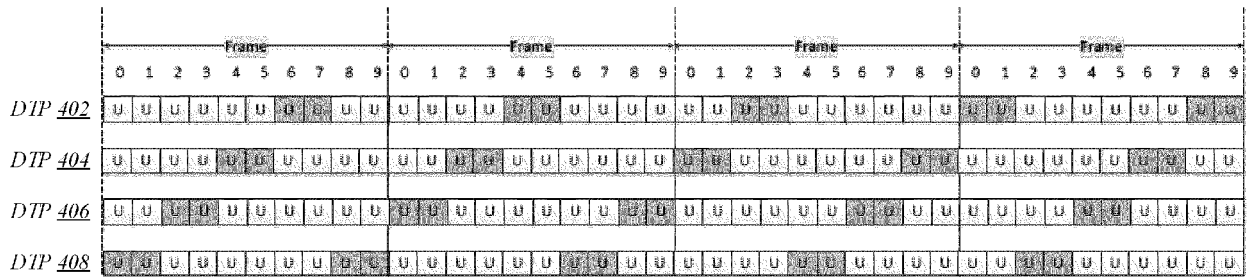 Frame Frame Frame Frame
0 1 2 3 4 5 6 7 8 9 0 1 2 3 4 5 6 7 8 9 0 1 2 3 4 5 6 7 8 9 0 1 2 3 4 5 6 7 8 9
DTP 402 U U U U U U U U U U U U U U U U U U U U U U U U U U U U U U U U U U U U U U U U
DTP 404 U U U U U U U U U U U U U U U U U U U U U U U U U U U U U U U U U U U U U U U U
DTP 406 U U U U U U U U U U U U U U U U U U U U U U U U U U U U U U U U U U U U U U U U
DTP 408 U U U U U U U U U U U U U U U U U U U U U U U U U U U U U U U U U U U U U U U U